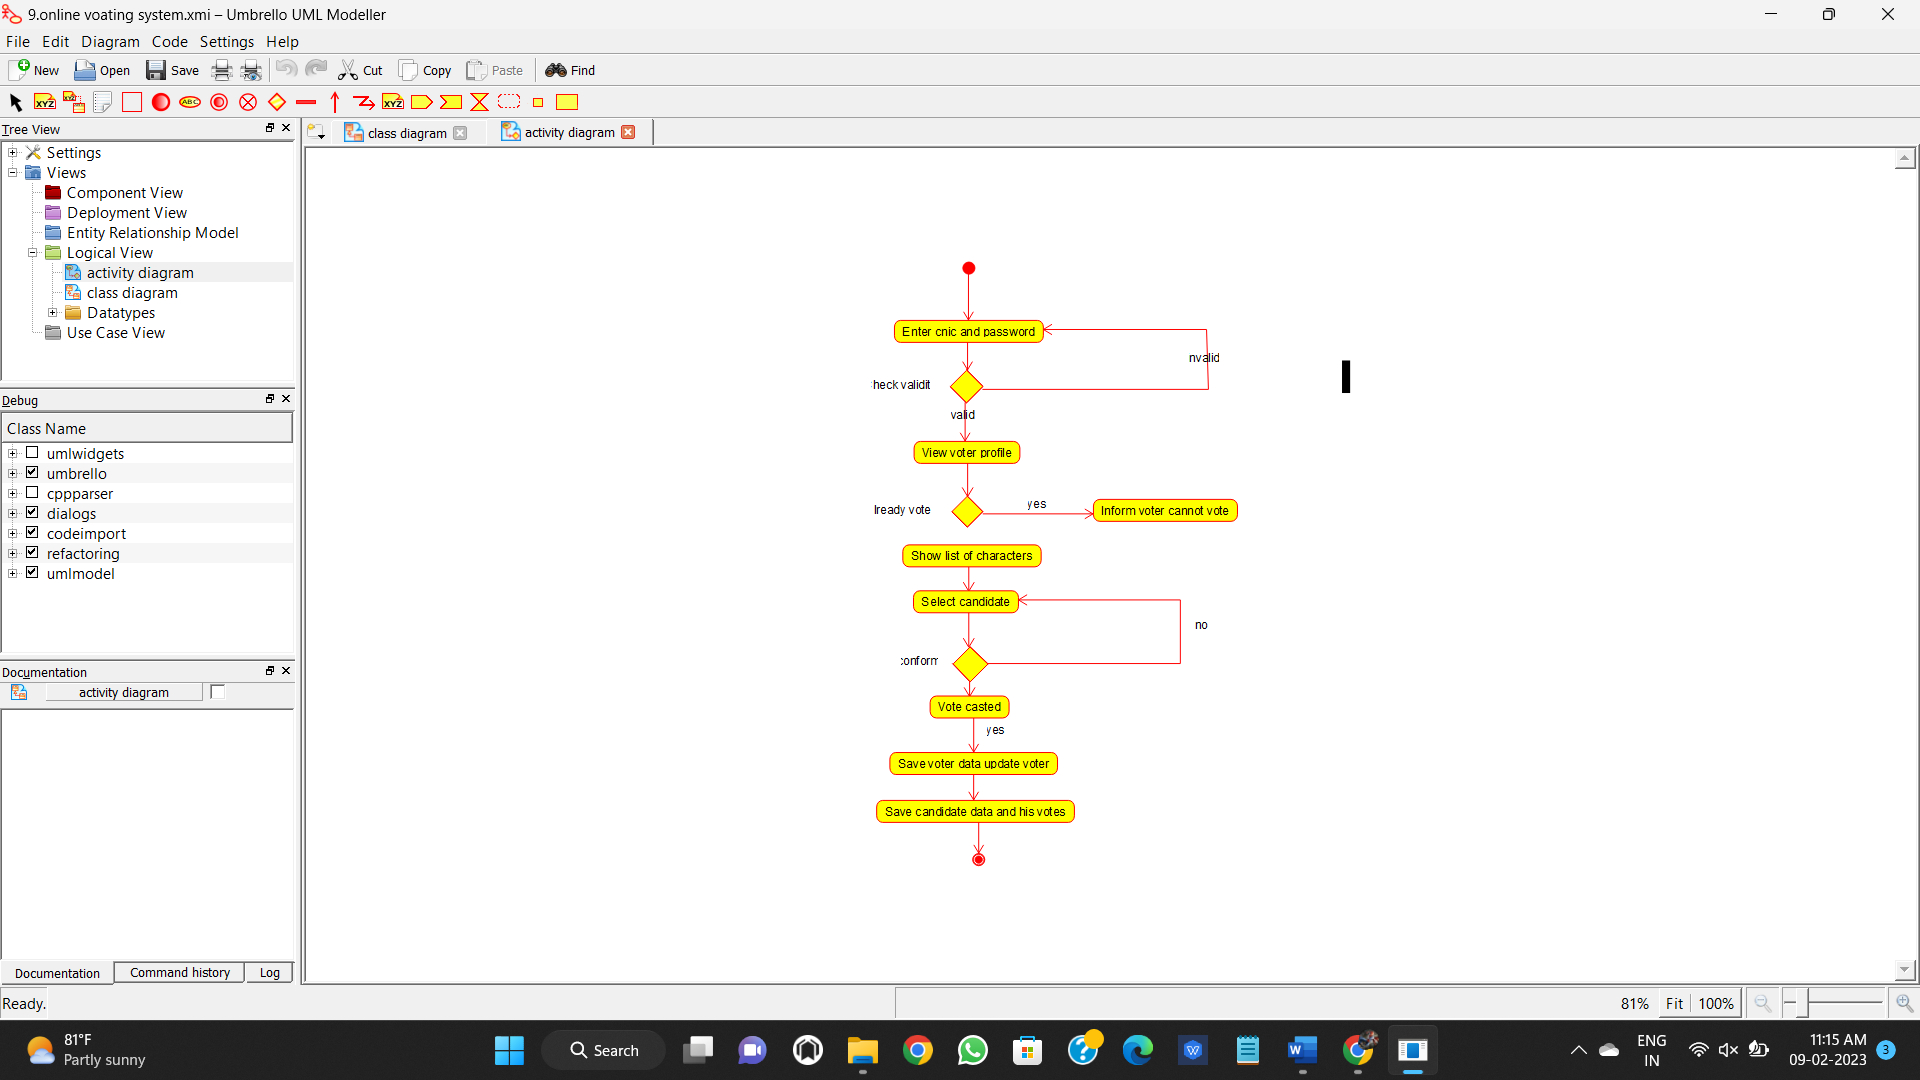 9.online voating system.xmi – Umbrello UML Modeller
File Edit Diagram Code Settings Help
New Open Save Cut Copy Paste Find
XYZ ABC XYZ
Tree View
class diagram activity diagram
Settings
Views
Component View
Deployment View
Entity Relationship Model
Logical View
activity diagram
class diagram
Datatypes
Use Case View
Enter cnic and password
nvalid
heck validit
valid
View voter profile
lready vote
yes
Inform voter cannot vote
Show list of characters
Select candidate
no
conform
Vote casted
yes
Save voter data update voter
Save candidate data and his votes
Debug
Class Name
umlwidgets
umbrello
cppparser
dialogs
codeimport
refactoring
umlmodel
Documentation
activity diagram
Documentation Command history Log
Ready.
81% Fit 100%
81°F
Partly sunny
Search
ENG
IN
11:15 AM
09-02-2023
3